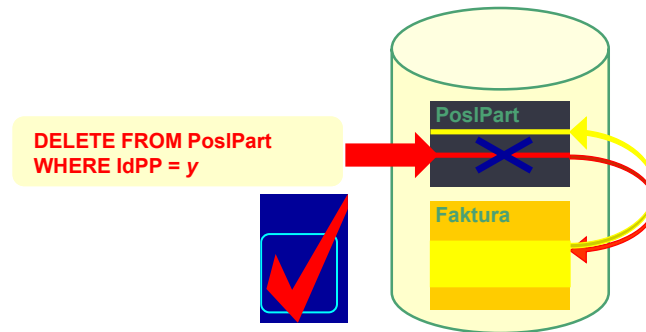 PoslPart
DELETE FROM PoslPart
WHERE IdPP = y
Faktura